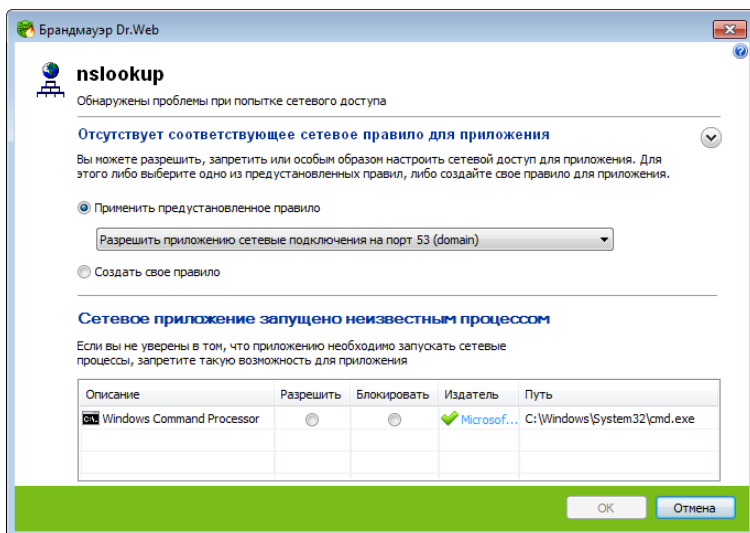 Брандмауэр Dr.Web
nslookup
Обнаружены проблемы при попытке сетевого доступа
Отсутствует соответствующее сетевое правило для приложения
Вы можете разрешить, запретить или особым образом настроить сетевой доступ для приложения. Для
этого либо выберите одно из предустановленных правил, либо создайте свое правило для приложения.
Применить предустановленное правило
Разрешить приложению сетевые подключения на порт 53 (domain)
Создать свое правило
Сетевое приложение запущено неизвестным процессом
Если вы не уверены в том, что приложению необходимо запускать сетевые
процессы, запретите такую возможность для приложения
Описание Разрешить Блокировать Издатель Путь
Windows Command Processor Microsof... C:\Windows\System32\cmd.exe
OK Отмена